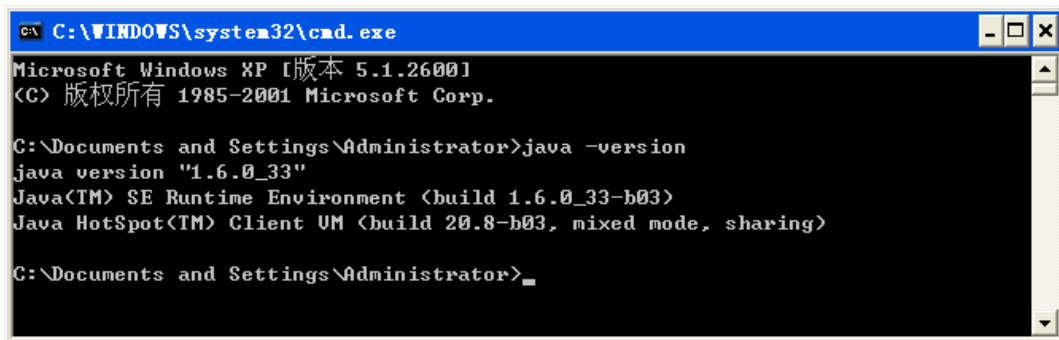 C:\WINDOWS\system32\cmd.exe
Microsoft Windows XP [版本 5.1.2600]
(C) 版权所有 1985-2001 Microsoft Corp.
C:\Documents and Settings\Administrator>java -version
java version "1.6.0_33"
Java(TM) SE Runtime Environment (build 1.6.0_33-b03)
Java HotSpot(TM) Client VM (build 20.8-b03, mixed mode, sharing)
C:\Documents and Settings\Administrator>_